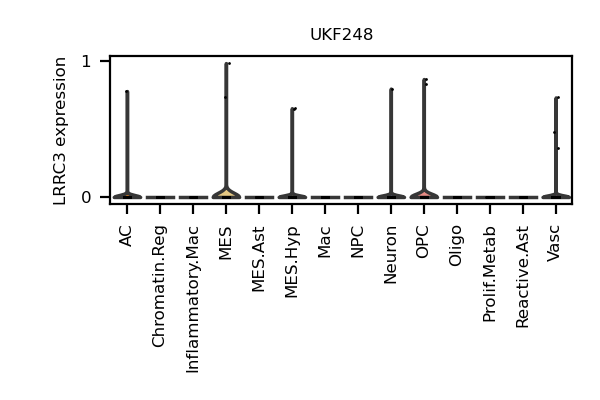 UKF248
LRRC3 expression
1
0
AC
Chromatin.Reg
Inflammatory.Mac
MES
MES.Ast
MES.Hyp
Mac
NPC
Neuron
OPC
Oligo
Prolif.Metab
Reactive.Ast
Vasc